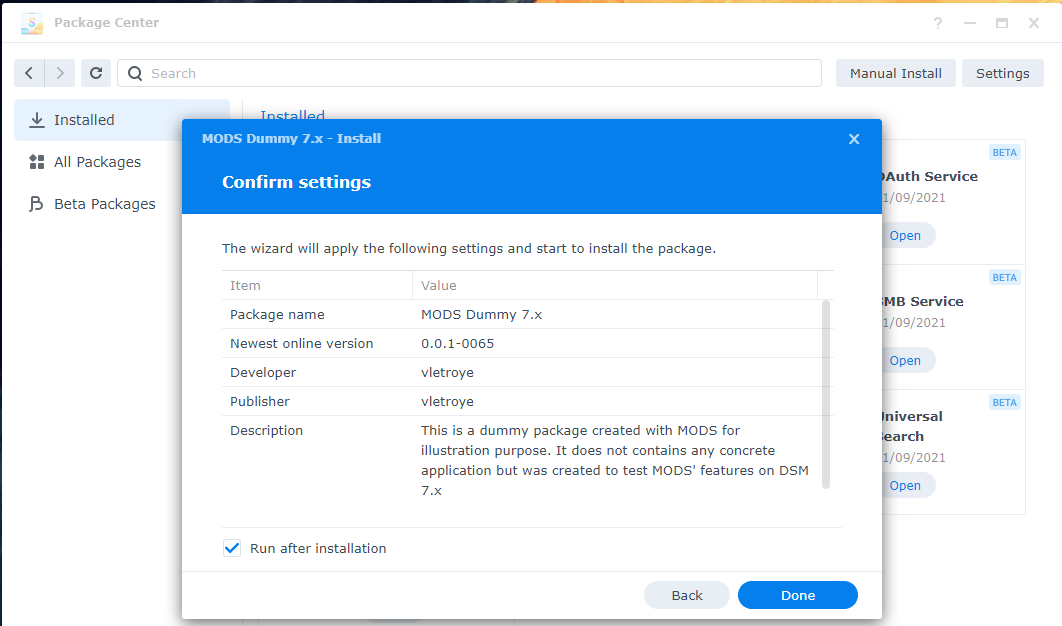 Package Center
?
Search
Manual Install
Settings
Installed
All Packages
Beta Packages
Installed
MODS Dummy 7.x - Install
Confirm settings
The wizard will apply the following settings and start to install the package.
Item Value
Package name MODS Dummy 7.x
Newest online version 0.0.1-0065
Developer vletroye
Publisher vletroye
Description This is a dummy package created with MODS for
illustration purpose. It does not contains any concrete
application but was created to test MODS' features on DSM
7.x
Run after installation
Back Done
BETA
OAuth Service
1/09/2021
Open
BETA
SMB Service
1/09/2021
Open
BETA
Universal
Search
1/09/2021
Open